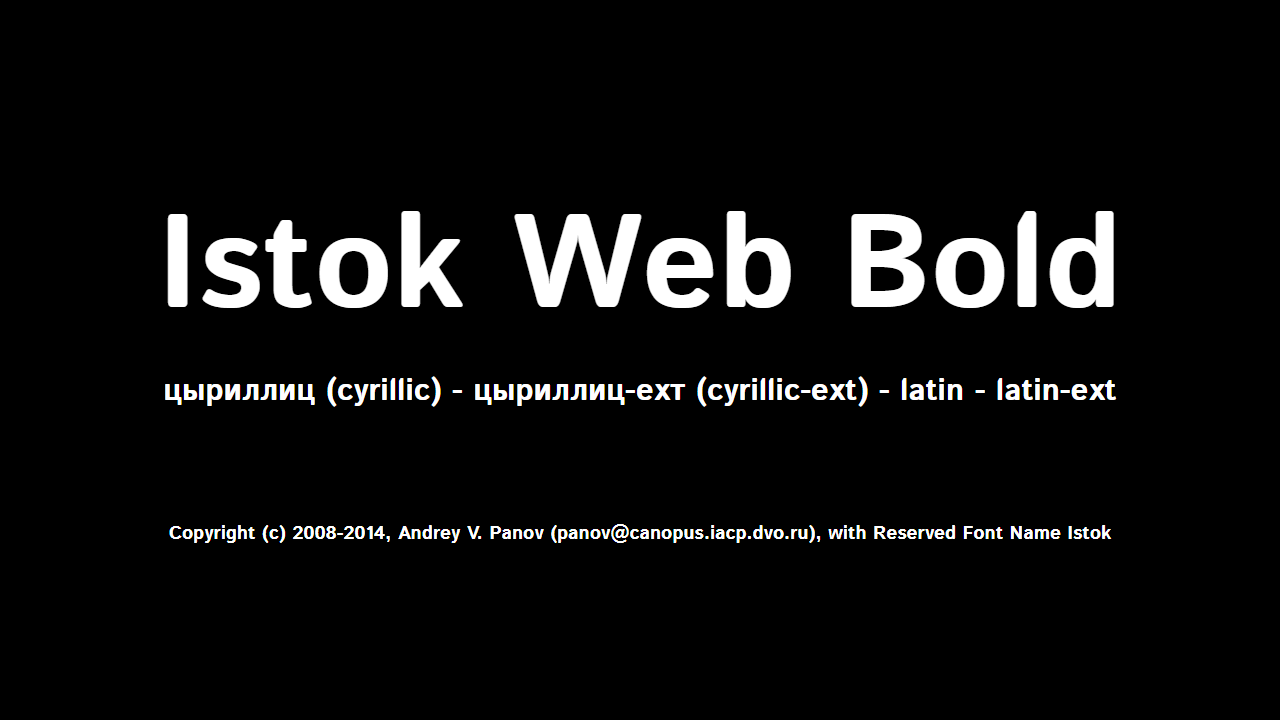 Istok Web Bold
цыриллиц (cyrillic) - цыриллиц-ехт (cyrillic-ext) - latin - latin-ext
Copyright (c) 2008-2014, Andrey V. Panov (panov@canopus.iacp.dvo.ru), with Reserved Font Name Istok